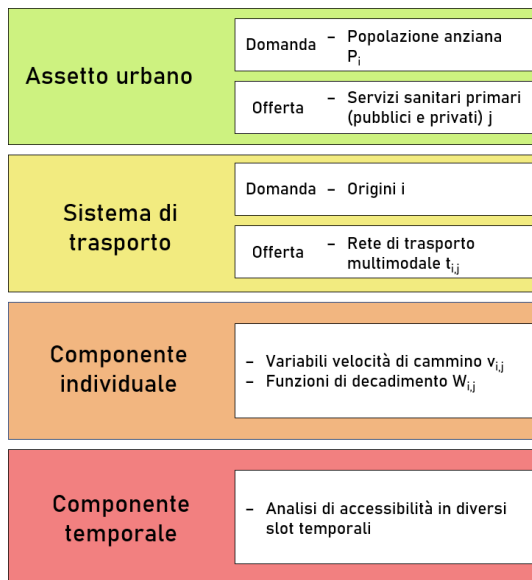 Assetto urbano
Domanda – Popolazione anziana
Pi
Offerta – Servizi sanitari primari
(pubblici e privati) j
Sistema di
trasporto
Domanda – Origini i
Offerta – Rete di trasporto
multimodale ti,j
Componente
individuale
– Variabili velocità di cammino vi,j
– Funzioni di decadimento Wi,j
Componente
temporale
– Analisi di accessibilità in diversi
slot temporali